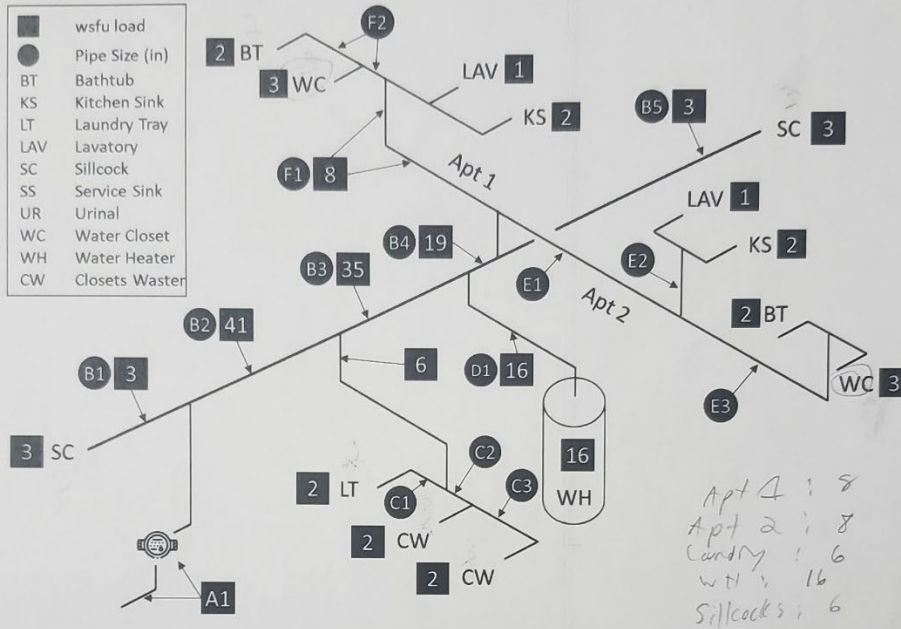 wsfu load
Pipe Size (in)
BT Bathtub
KS Kitchen Sink
LT Laundry Tray
LAV Lavatory
SC Sillcock
SS Service Sink
UR Urinal
WC Water Closet
WH Water Heater
CW Closets Waster
F2
2 BT
3 WC
LAV 1
KS 2
B5 3
SC 3
F1 8
Apt 1
LAV 1
B4 19
E2
KS 2
B3 35
E1
Apt 2
2 BT
B2 41
6
D1 16
B1 3
E3
WC 3
3 SC
16
WH
C2
2 LT
C1
C3
2 CW
2 CW
A1
Apt 1 : 8
Apt 2 : 8
Landry : 6
WH : 16
Sillcocks : 6